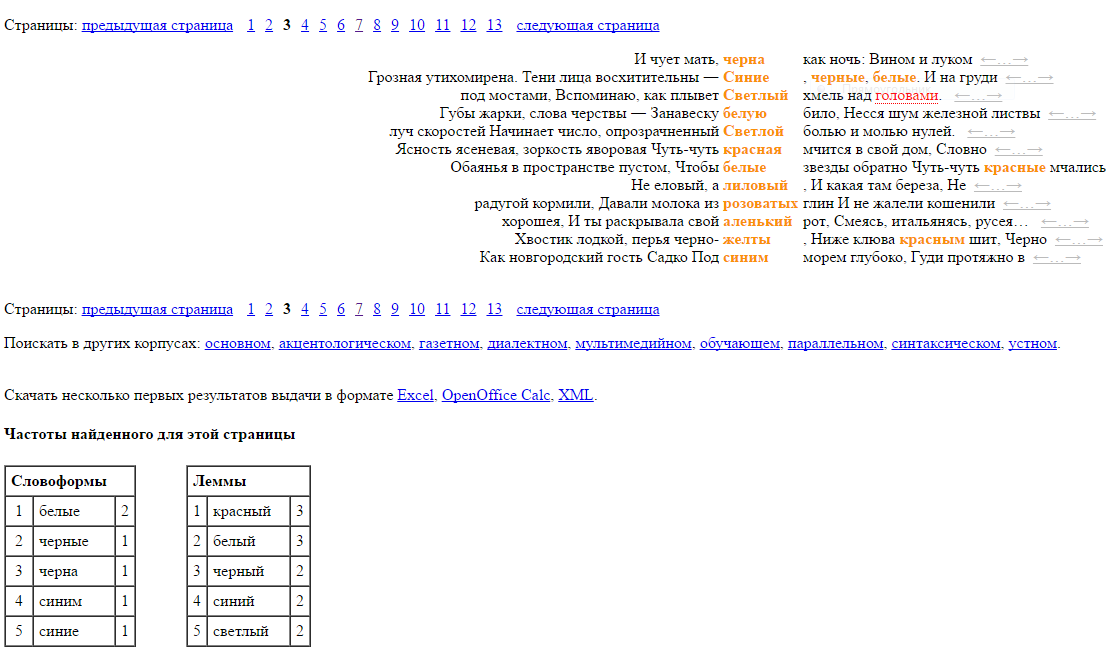 Страницы: предыдущая страница 1 2 3 4 5 6 7 8 9 10 11 12 13 следующая страница
И чует мать, черна как ночь: Вином и луком ←…→
Грозная утихомирена. Тени лица восхитительны — Синие , черные, белые. И на груди ←…→
под мостами, Вспоминаю, как плывет Светлый хмель над головами. ←…→
Губы жарки, слова черствы — Занавеску белую било, Несся шум железной листвы ←…→
луч скоростей Начинает число, опрозрачненный Светлой болью и молью нулей. ←…→
Ясность ясеневая, зоркость яворовая Чуть-чуть красная мчится в свой дом, Словно ←…→
Обаянья в пространстве пустом, Чтобы белые звезды обратно Чуть-чуть красные мчались
Не еловый, а лиловый , И какая там береза, Не ←…→
радугой кормили, Давали молока из розоватых глин И не жалели кошенили ←…→
хорошея, И ты раскрывала свой аленький рот, Смеясь, итальянясь, русея… ←…→
Хвостик лодкой, перья черно- желты , Ниже клюва красным шит, Черно ←…→
Как новгородский гость Садко Под синим морем глубоко, Гуди протяжно в ←…→
Страницы: предыдущая страница 1 2 3 4 5 6 7 8 9 10 11 12 13 следующая страница
Поискать в других корпусах: основном, акцентологическом, газетном, диалектном, мультимедийном, обучающем, параллельном, синтаксическом, устном.
Скачать несколько первых результатов выдачи в формате Excel, OpenOffice Calc, XML.
Частоты найденного для этой страницы
Словоформы
1 белые 2
2 черные 1
3 черна 1
4 синим 1
5 синие 1
Леммы
1 красный 3
2 белый 3
3 черный 2
4 синий 2
5 светлый 2